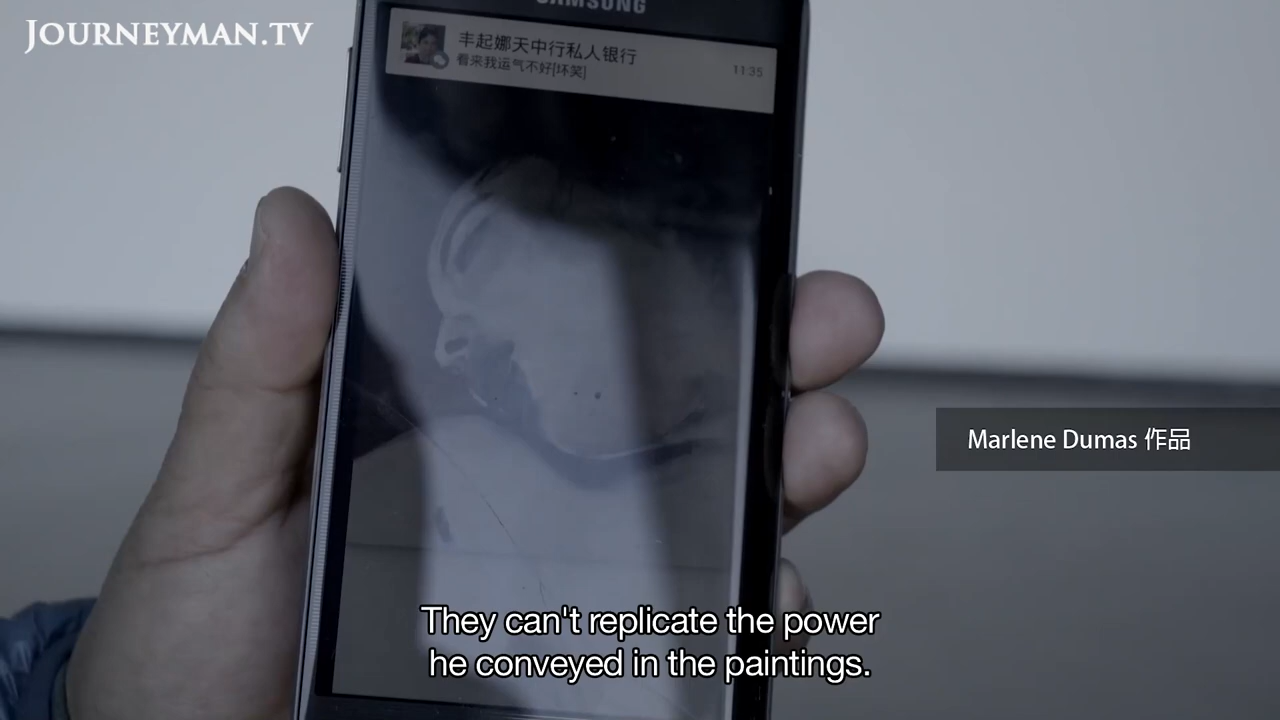 JOURNEYMAN.TV
SAMSUNG
丰起娜天中行私人银行
看来我运气不好[坏笑]
11:35
Marlene Dumas 作品
They can't replicate the power
he conveyed in the paintings.